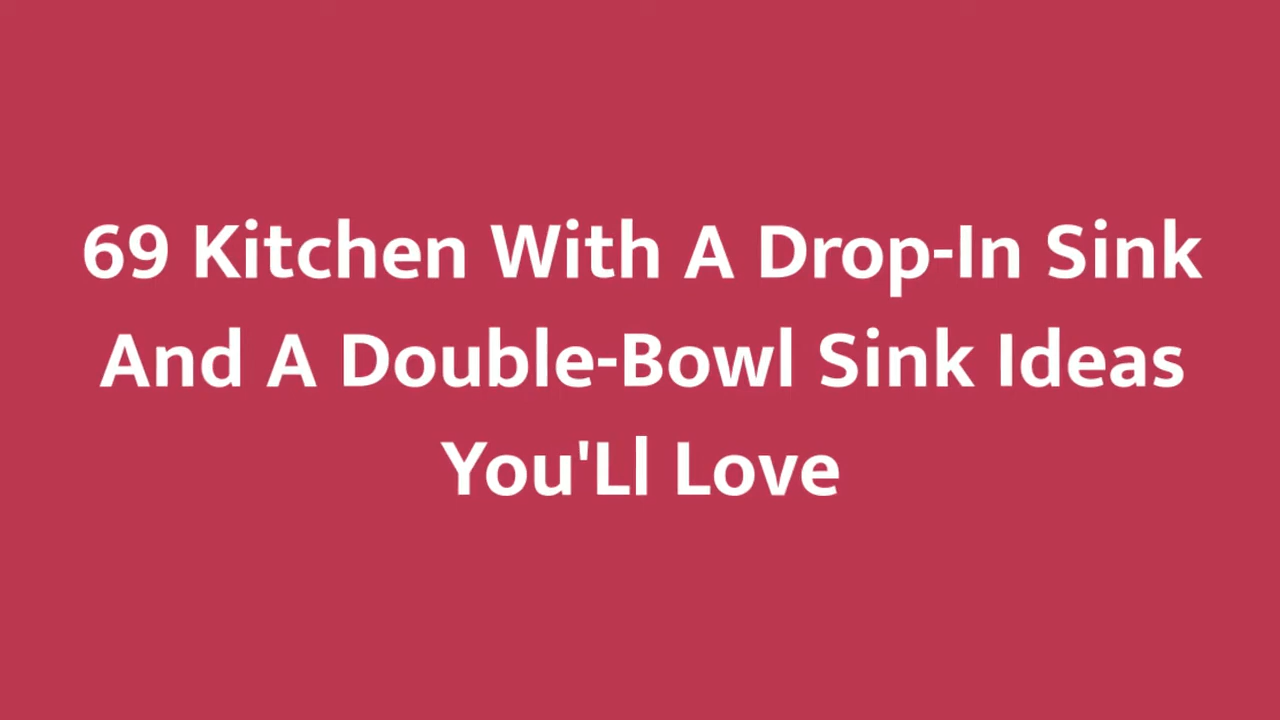 69 Kitchen With A Drop-In Sink
And A Double-Bowl Sink Ideas
You'Ll Love